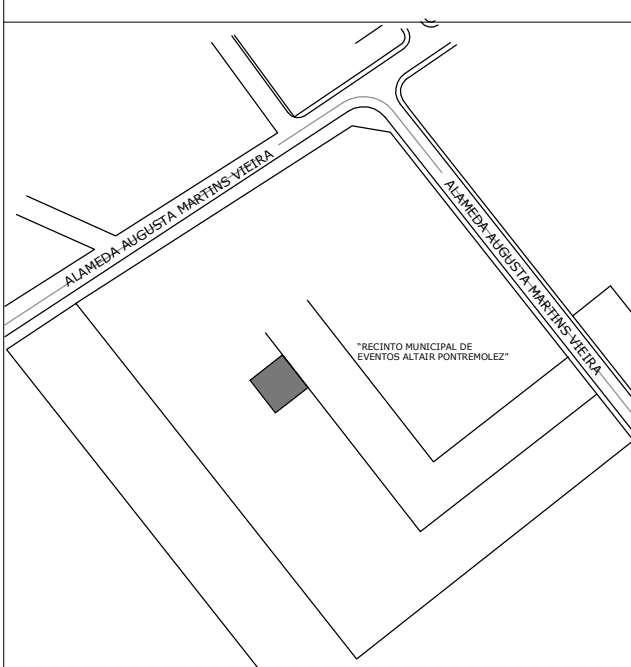 ALAMEDA AUGUSTA MARTINS VIEIRA
ALAMEDA AUGUSTA MARTINS VIEIRA
"RECINTO MUNICIPAL DE
EVENTOS ALTAIR PONTREMOLEZ"